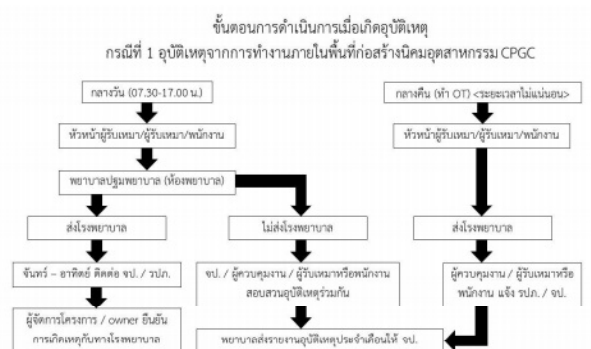 ขั้นตอนการดำเนินการเมื่อเกิดอุบัติเหตุ
กรณีที่ 1 อุบัติเหตุจากการทำงานภายในพื้นที่ก่อสร้างนิคมอุตสาหกรรม CPGC
กลางวัน (07.30-17.00 น.)
กลางคืน (ทำ OT) <ระยะเวลาไม่แน่นอน>
หัวหน้าผู้รับเหมา/ผู้รับเหมา/พนักงาน
หัวหน้าผู้รับเหมา/ผู้รับเหมา/พนักงาน
พยาบาลปฐมพยาบาล (ห้องพยาบาล)
ส่งโรงพยาบาล
ไม่ส่งโรงพยาบาล
ส่งโรงพยาบาล
จันทร์ – อาทิตย์ ติดต่อ จป. / รปภ.
จป. / ผู้ควบคุมงาน / ผู้รับเหมาหรือพนักงาน
สอบสวนอุบัติเหตุร่วมกัน
ผู้ควบคุมงาน / ผู้รับเหมาหรือ
พนักงาน แจ้ง รปภ. / จป.
ผู้จัดการโครงการ / owner ยืนยัน
การเกิดเหตุกับทางโรงพยาบาล
พยาบาลส่งรายงานอุบัติเหตุประจำเดือนให้ จป.